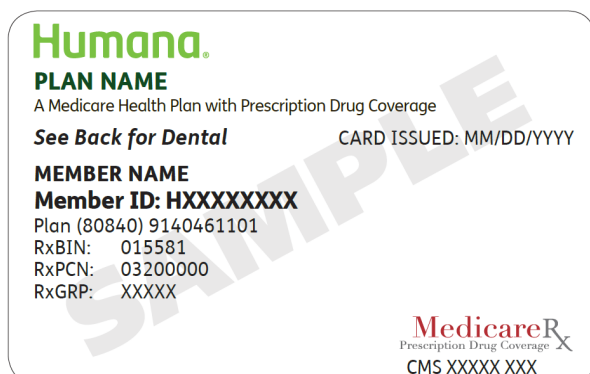 Humana.
PLAN NAME
A Medicare Health Plan with Prescription Drug Coverage
See Back for Dental CARD ISSUED: MM/DD/YYYY
MEMBER NAME
Member ID: HXXXXXXXX
Plan (80840) 9140461101
RxBIN: 015581
RxPCN: 03200000
RxGRP: XXXXX
SAMPLE
MedicareRx
Prescription Drug Coverage
CMS XXXXX XXX